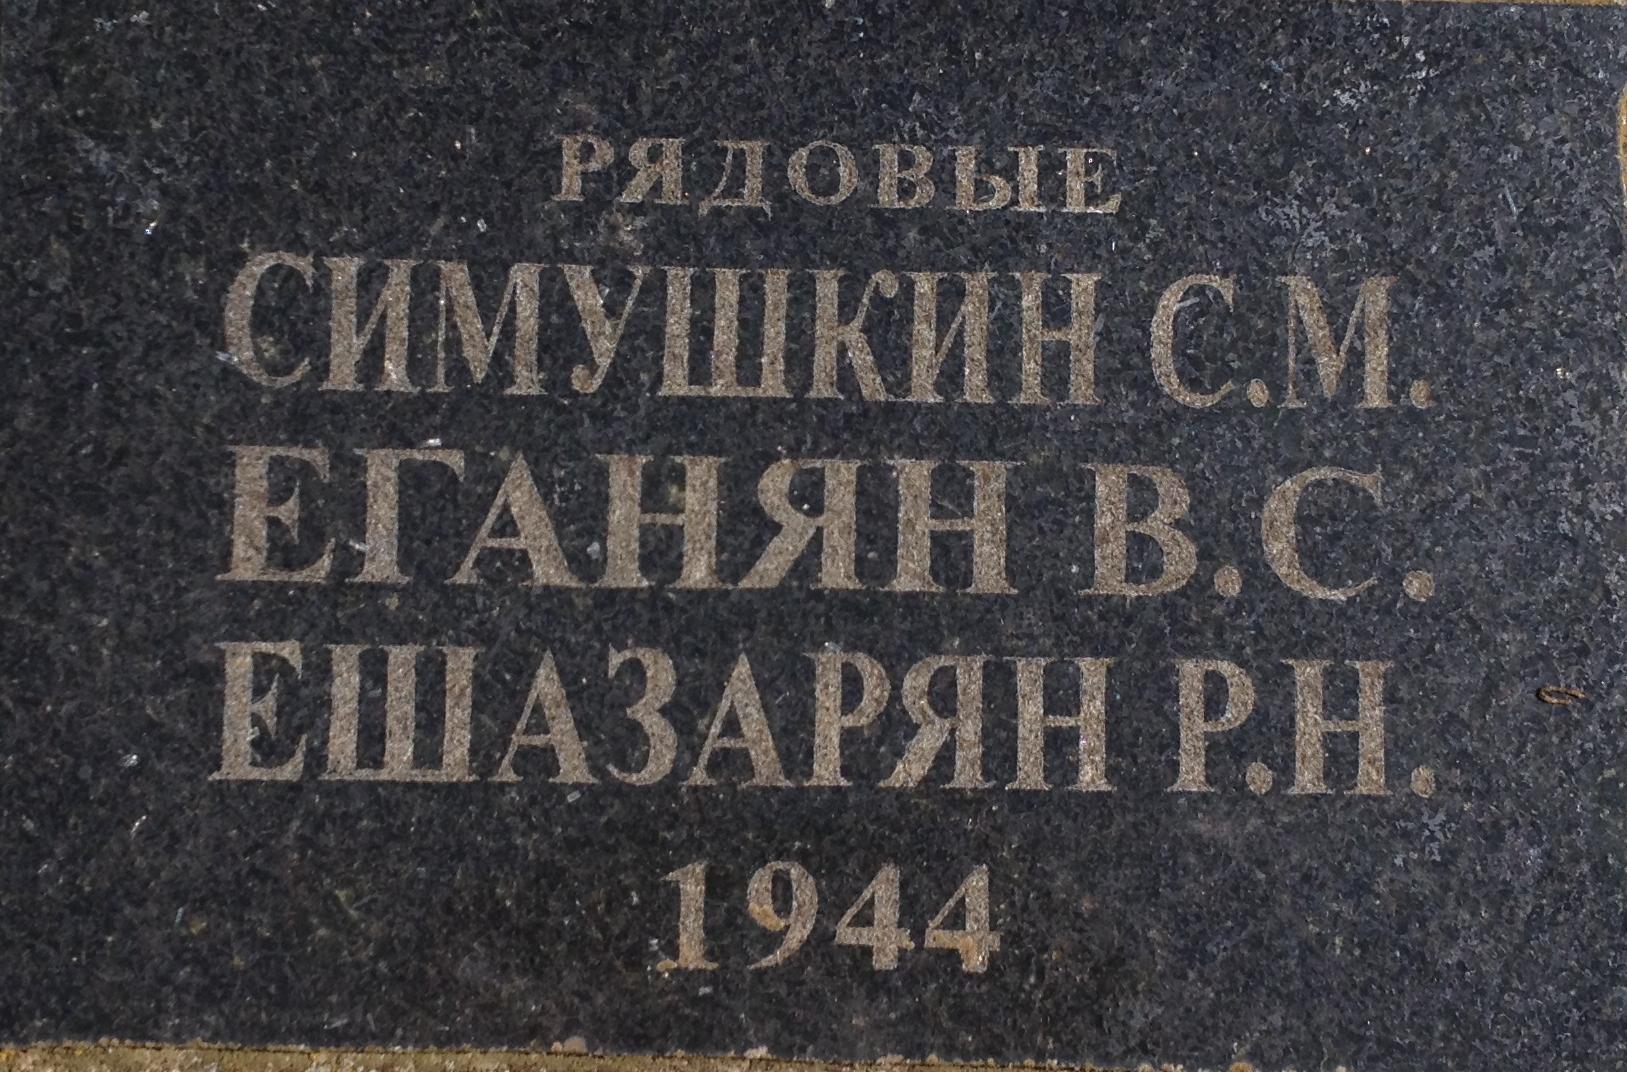 РЯДОВЫЕ
СИМУШКИН С.М.
ЕГАНЯН В.С.
ЕШАЗАРЯН Р.Н.
1944